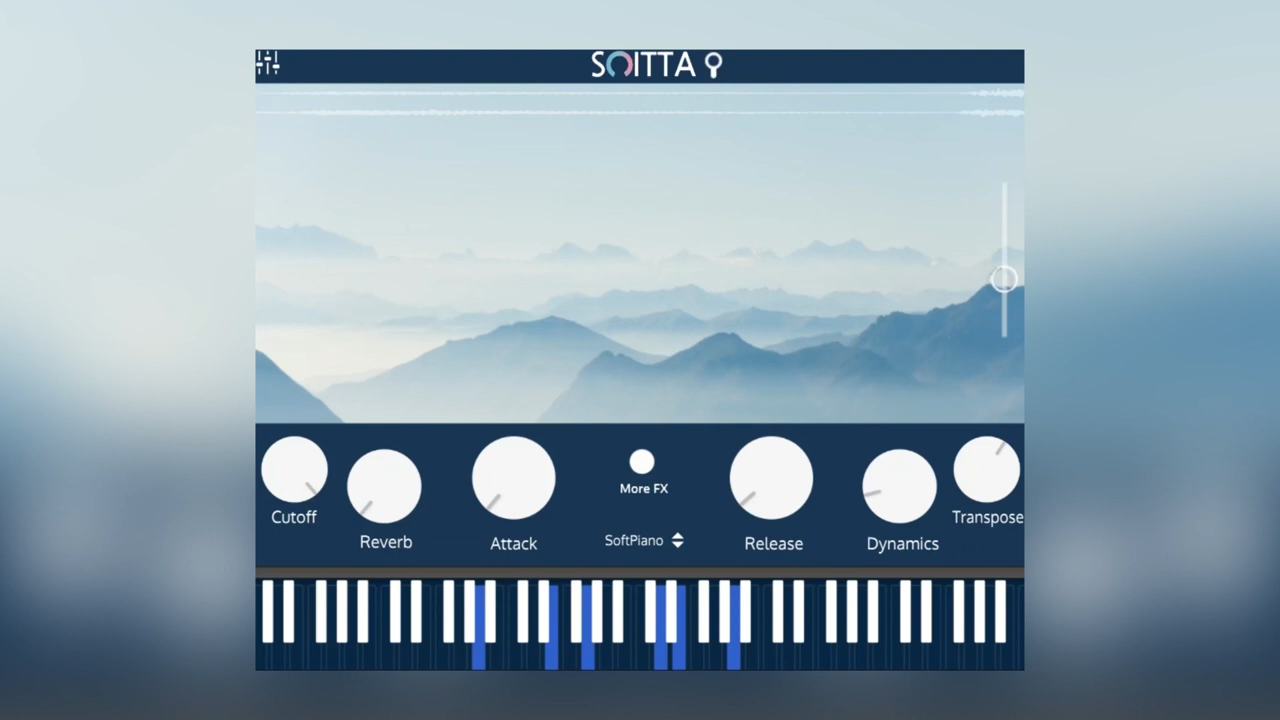 SOITTA
Cutoff
Reverb
Attack
More FX
SoftPiano
Release
Dynamics
Transpose